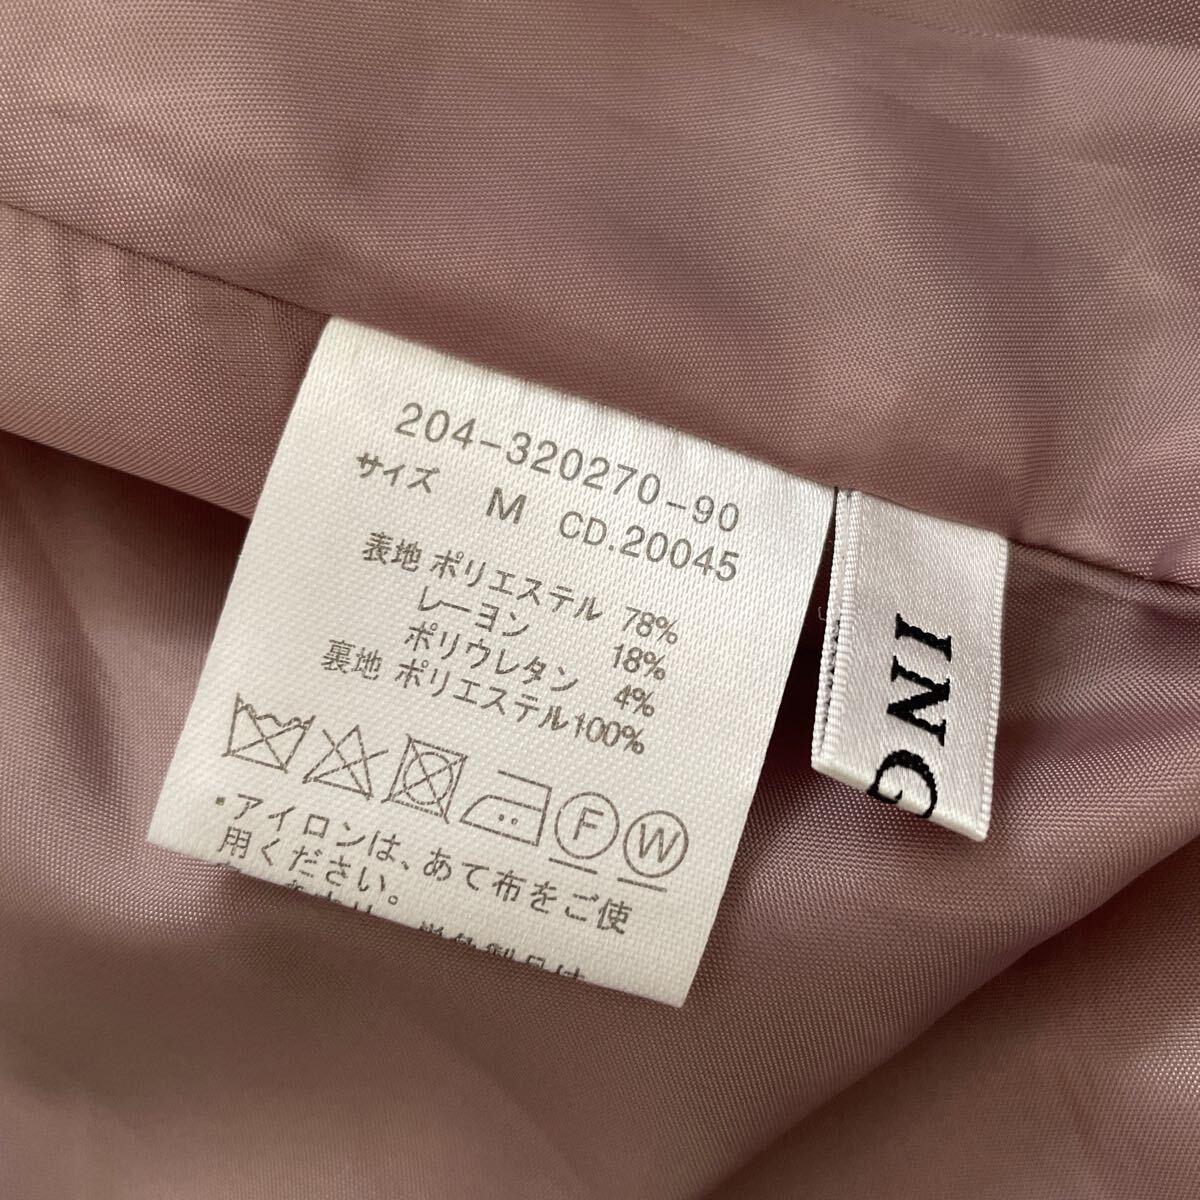 204-320270-90
サイズ M CD.20045
表地 ポリエステル 78%
レーヨン 18%
ポリウレタン 4%
裏地 ポリエステル100%
F W
・アイロンは、あて布をご使
用ください。
ING